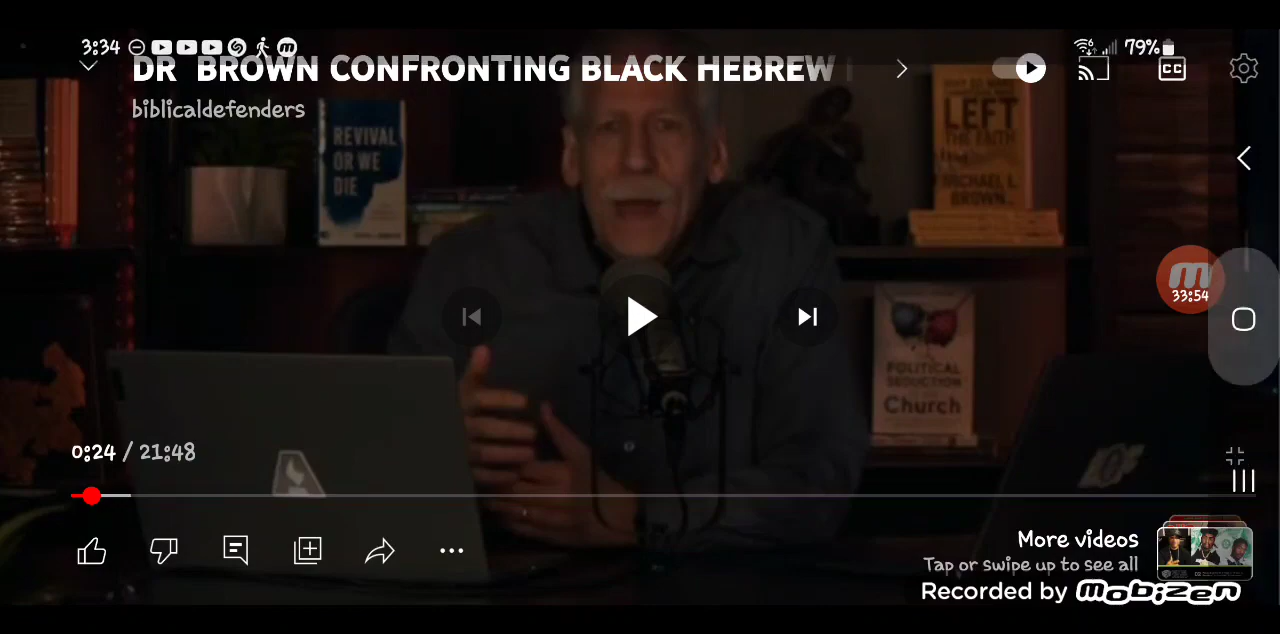 3:34
79%
DR BROWN CONFRONTING BLACK HEBREW
CC
biblicaldefenders
REVIVAL
OR WE
DIE
LEFT
THE FAITH
MICHAEL L.
BROWN
33:54
POLITICAL
SEDUCTION
Church
0:24 / 21:48
More videos
Tap or swipe up to see all
Recorded by mobizen